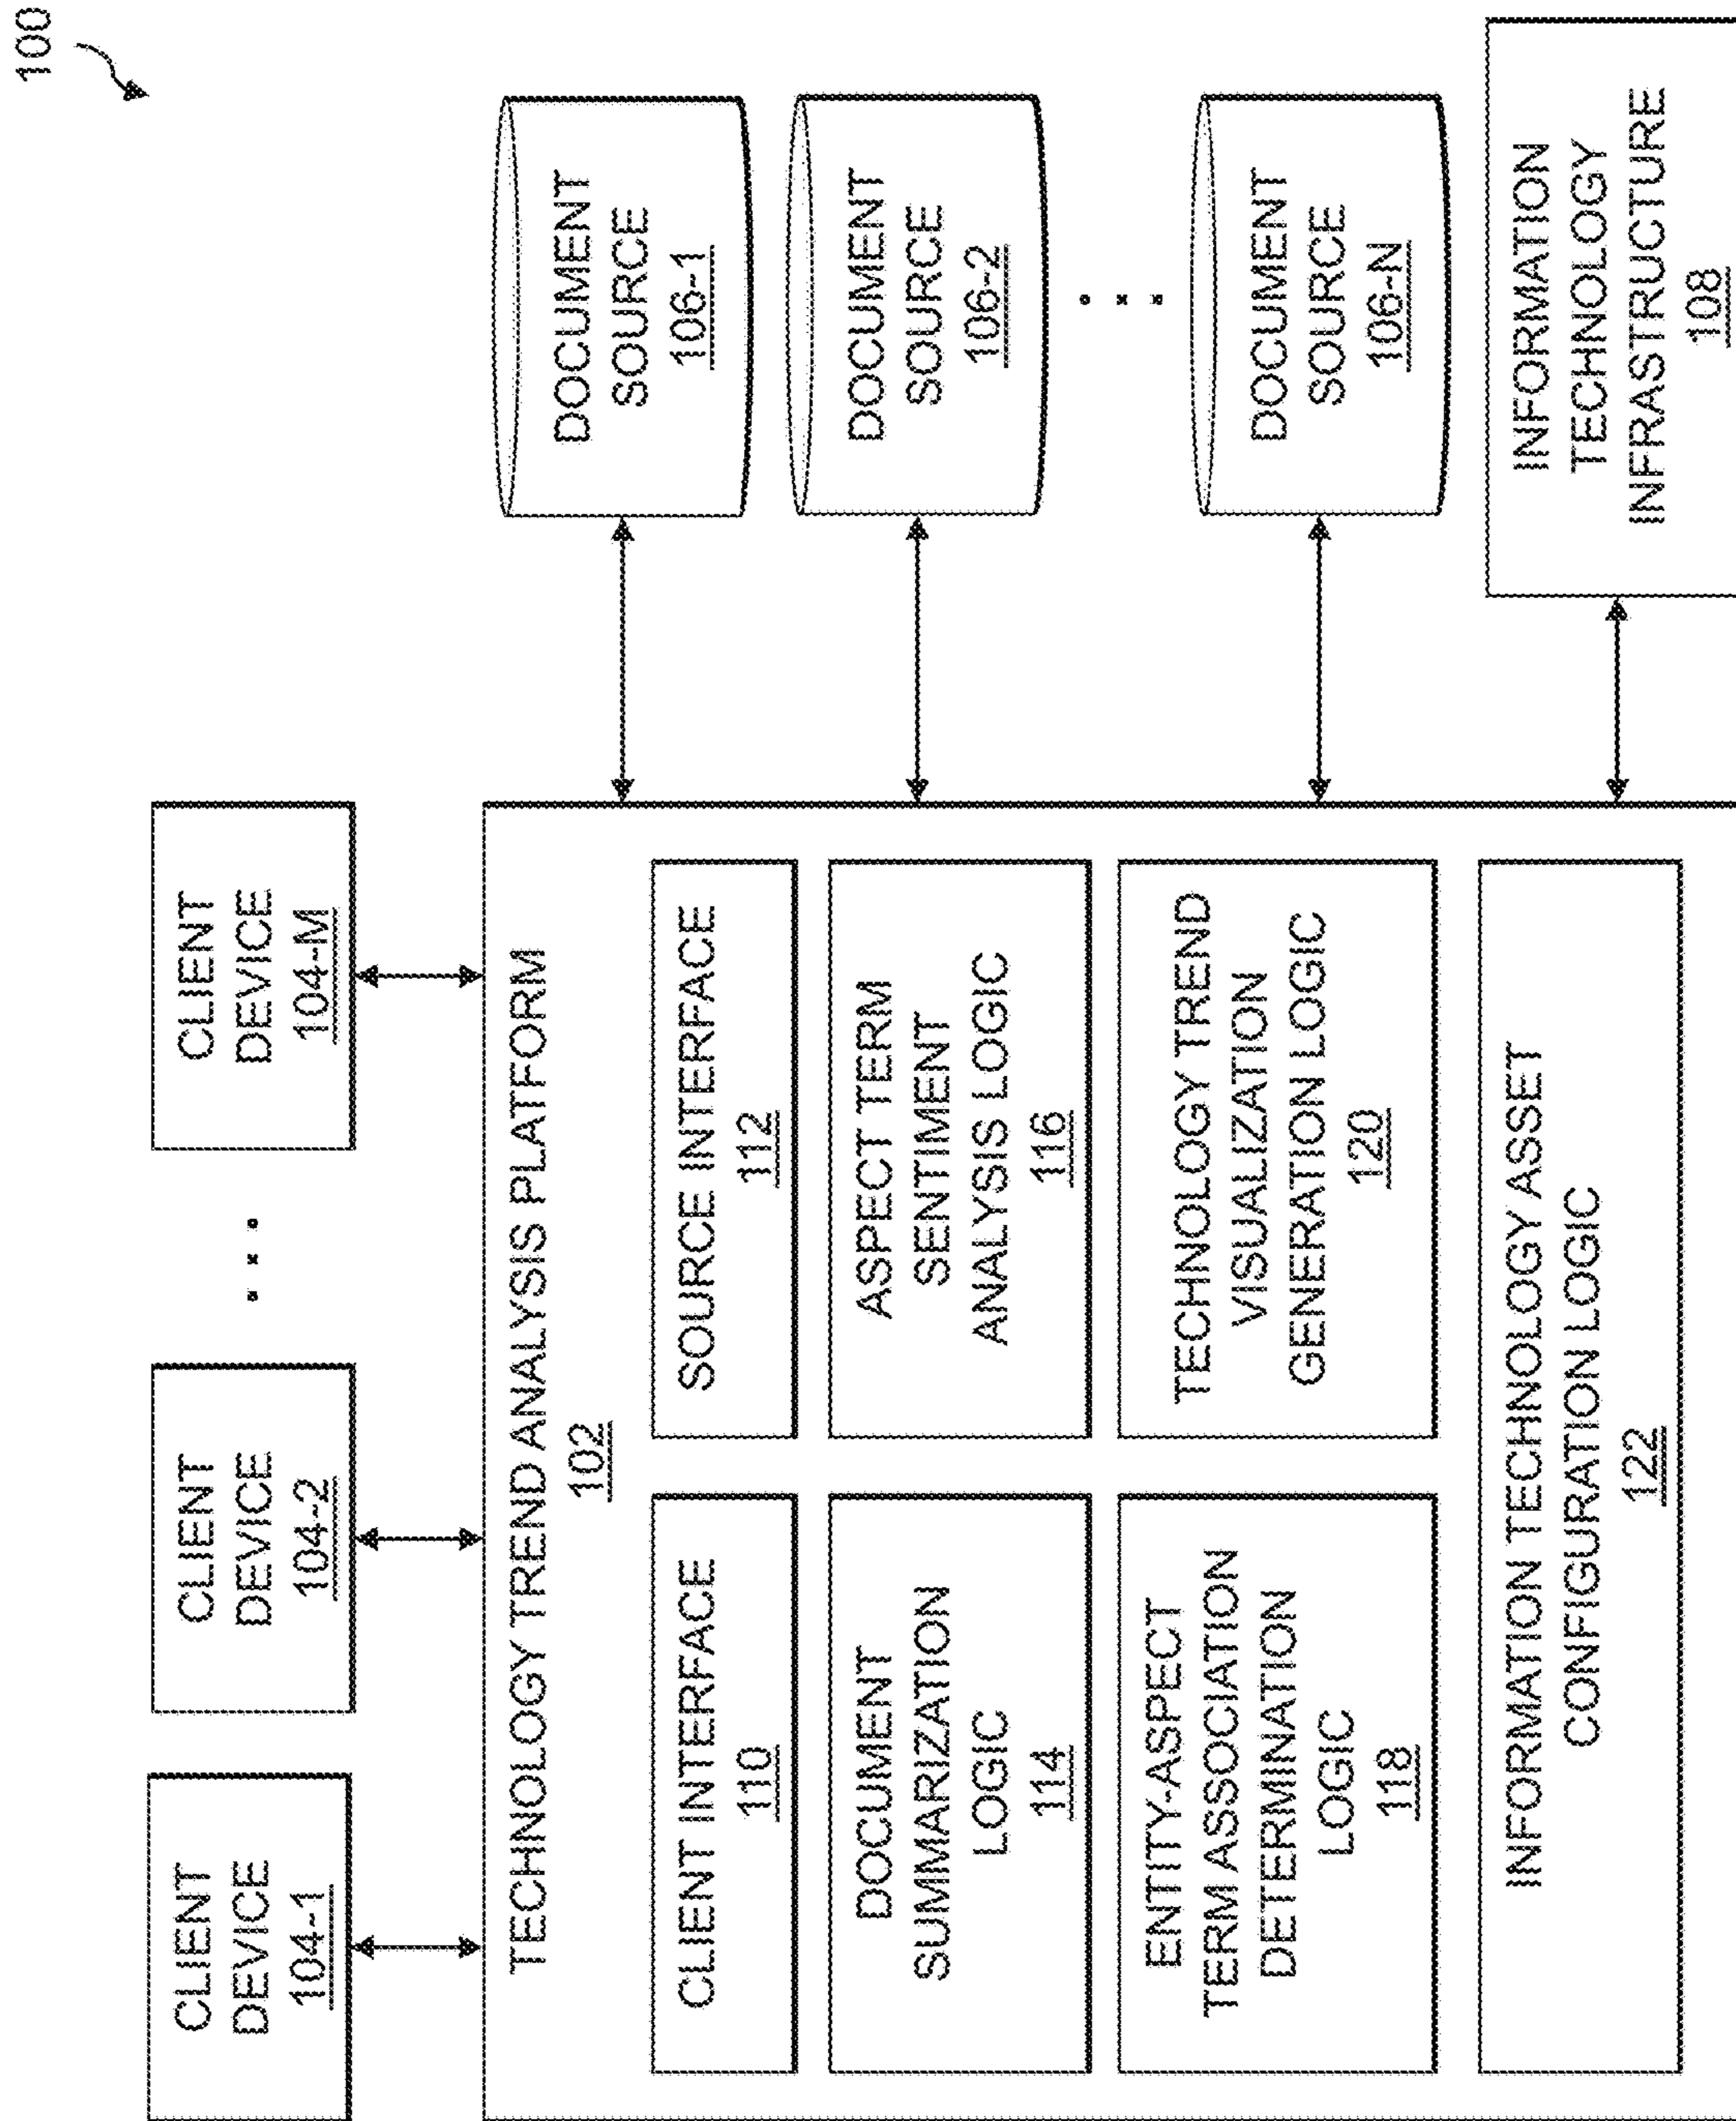 100
CLIENT
DEVICE
104-1
CLIENT
DEVICE
104-2
CLIENT
DEVICE
104-M
TECHNOLOGY TREND ANALYSIS PLATFORM
102
CLIENT INTERFACE
110
SOURCE INTERFACE
112
DOCUMENT
SUMMARIZATION
LOGIC
114
ASPECT TERM
SENTIMENT
ANALYSIS LOGIC
116
ENTITY-ASPECT
TERM ASSOCIATION
DETERMINATION
LOGIC
118
TECHNOLOGY TREND
VISUALIZATION
GENERATION LOGIC
120
INFORMATION TECHNOLOGY ASSET
CONFIGURATION LOGIC
122
DOCUMENT
SOURCE
106-1
DOCUMENT
SOURCE
106-2
DOCUMENT
SOURCE
106-N
INFORMATION
TECHNOLOGY
INFRASTRUCTURE
108